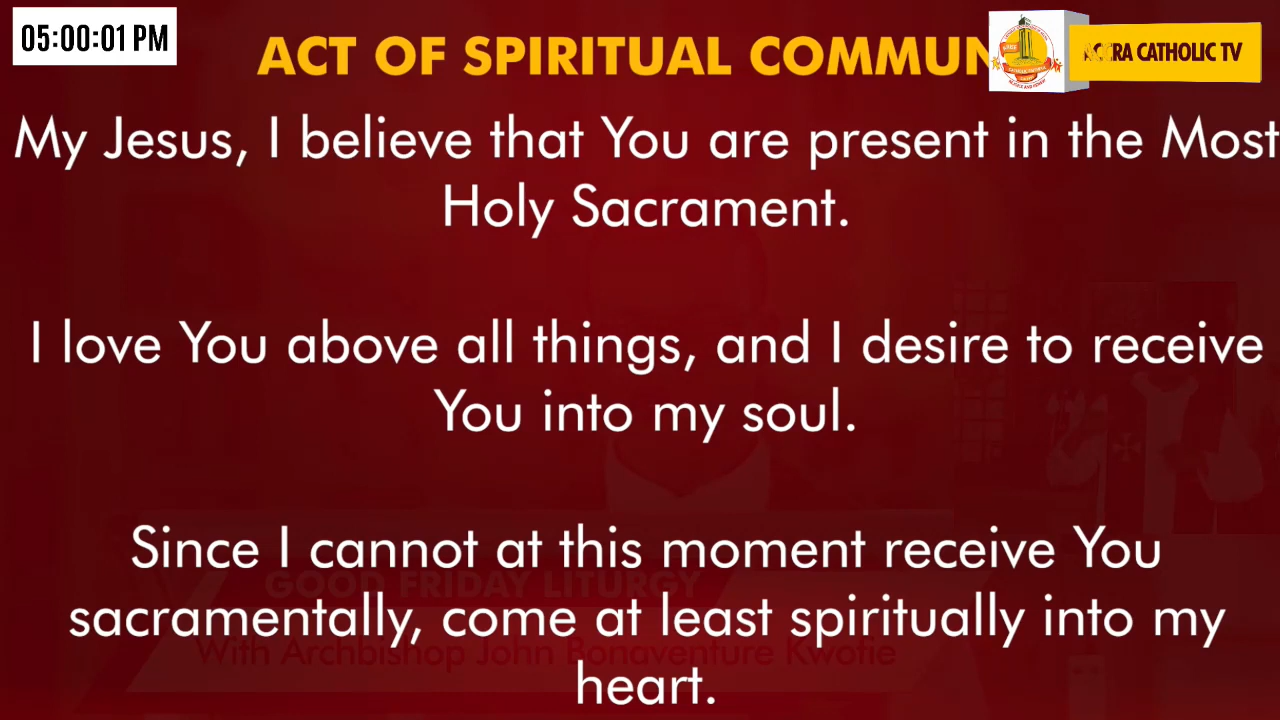 05:00:01 PM
ACT OF SPIRITUAL COMMUN
ACCRA CATHOLIC TV
My Jesus, I believe that You are present in the Most
Holy Sacrament.
I love You above all things, and I desire to receive
You into my soul.
Since I cannot at this moment receive You
GOOD FRIDAY LITURGY
sacramentally, come at least spiritually into my
With Archbishop John Bonaventure Kwofie
heart.